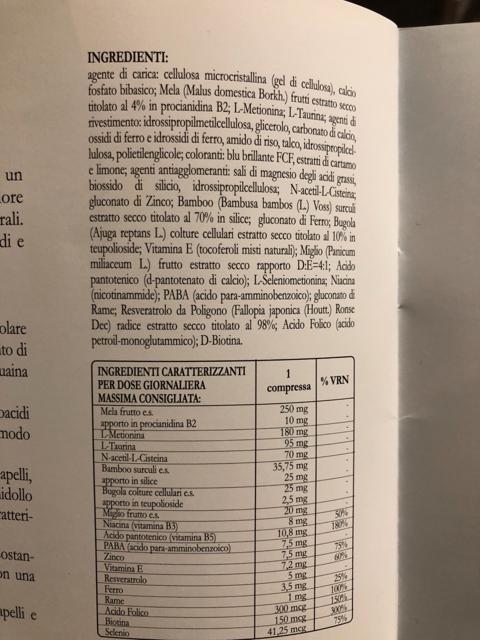 un
ore
rali.
di e
olare
to di
uaina
oacidi
modo
apelli,
idollo
atteri-
ostan-
on una
apelli e
INGREDIENTI:
agente di carica: cellulosa microcristallina (gel di cellulosa), calcio
fosfato bibasico; Mela (Malus domestica Borkh.) frutti estratto secco
titolato al 4% in procianidina B2; L-Metionina; L-Taurina; agenti di
rivestimento: idrossipropilmetilcellulosa, glicerolo, carbonato di calcio,
ossidi di ferro e idrossidi di ferro, amido di riso, talco, idrossipropilcel-
lulosa, polietilenglicole; coloranti: blu brillante FCF, estratti di cartamo
e limone; agenti antiagglomeranti: sali di magnesio degli acidi grassi,
biossido di silicio, idrossipropilcellulosa; N-acetil-L-Cisteina;
gluconato di Zinco; Bamboo (Bambusa bambos (L.) Voss) surculi
estratto secco titolato al 70% in silice; gluconato di Ferro; Bugola
(Ajuga reptans L.) colture cellulari estratto secco titolato al 10% in
teupolioside; Vitamina E (tocoferoli misti naturali); Miglio (Panicum
miliaceum L.) frutto estratto secco rapporto D:E=4:1; Acido
pantotenico (d-pantotenato di calcio); L-Seleniometionina; Niacina
(nicotinammide); PABA (acido para-amminobenzoico); gluconato di
Rame; Resveratrolo da Poligono (Fallopia japonica (Houtt.) Ronse
Dec) radice estratto secco titolato al 98%; Acido Folico (acido
petroil-monoglutammico); D-Biotina.
INGREDIENTI CARATTERIZZANTI PER DOSE GIORNALIERA MASSIMA CONSIGLIATA: 1 compressa % VRN
Mela frutto e.s. 250 mg -
apporto in procianidina B2 10 mg -
L-Metionina 180 mg -
L-Taurina 95 mg -
N-acetil-L-Cisteina 70 mg -
Bamboo surculi e.s. 35,75 mg -
apporto in silice 25 mg -
Bugola colture cellulari e.s. 25 mg -
apporto in teupolioside 2,5 mg -
Miglio frutto e.s. 20 mg -
Niacina (vitamina B3) 8 mg 50%
Acido pantotenico (vitamina B5) 10,8 mg 180%
PABA (acido para-amminobenzoico) 7,5 mg -
Zinco 7,5 mg 75%
Vitamina E 7,2 mg 60%
Resveratrolo 5 mg -
Ferro 3,5 mg 25%
Rame 1 mg 100%
Acido Folico 300 mcg 150%
Biotina 150 mcg 300%
Selenio 41,25 mcg 75%